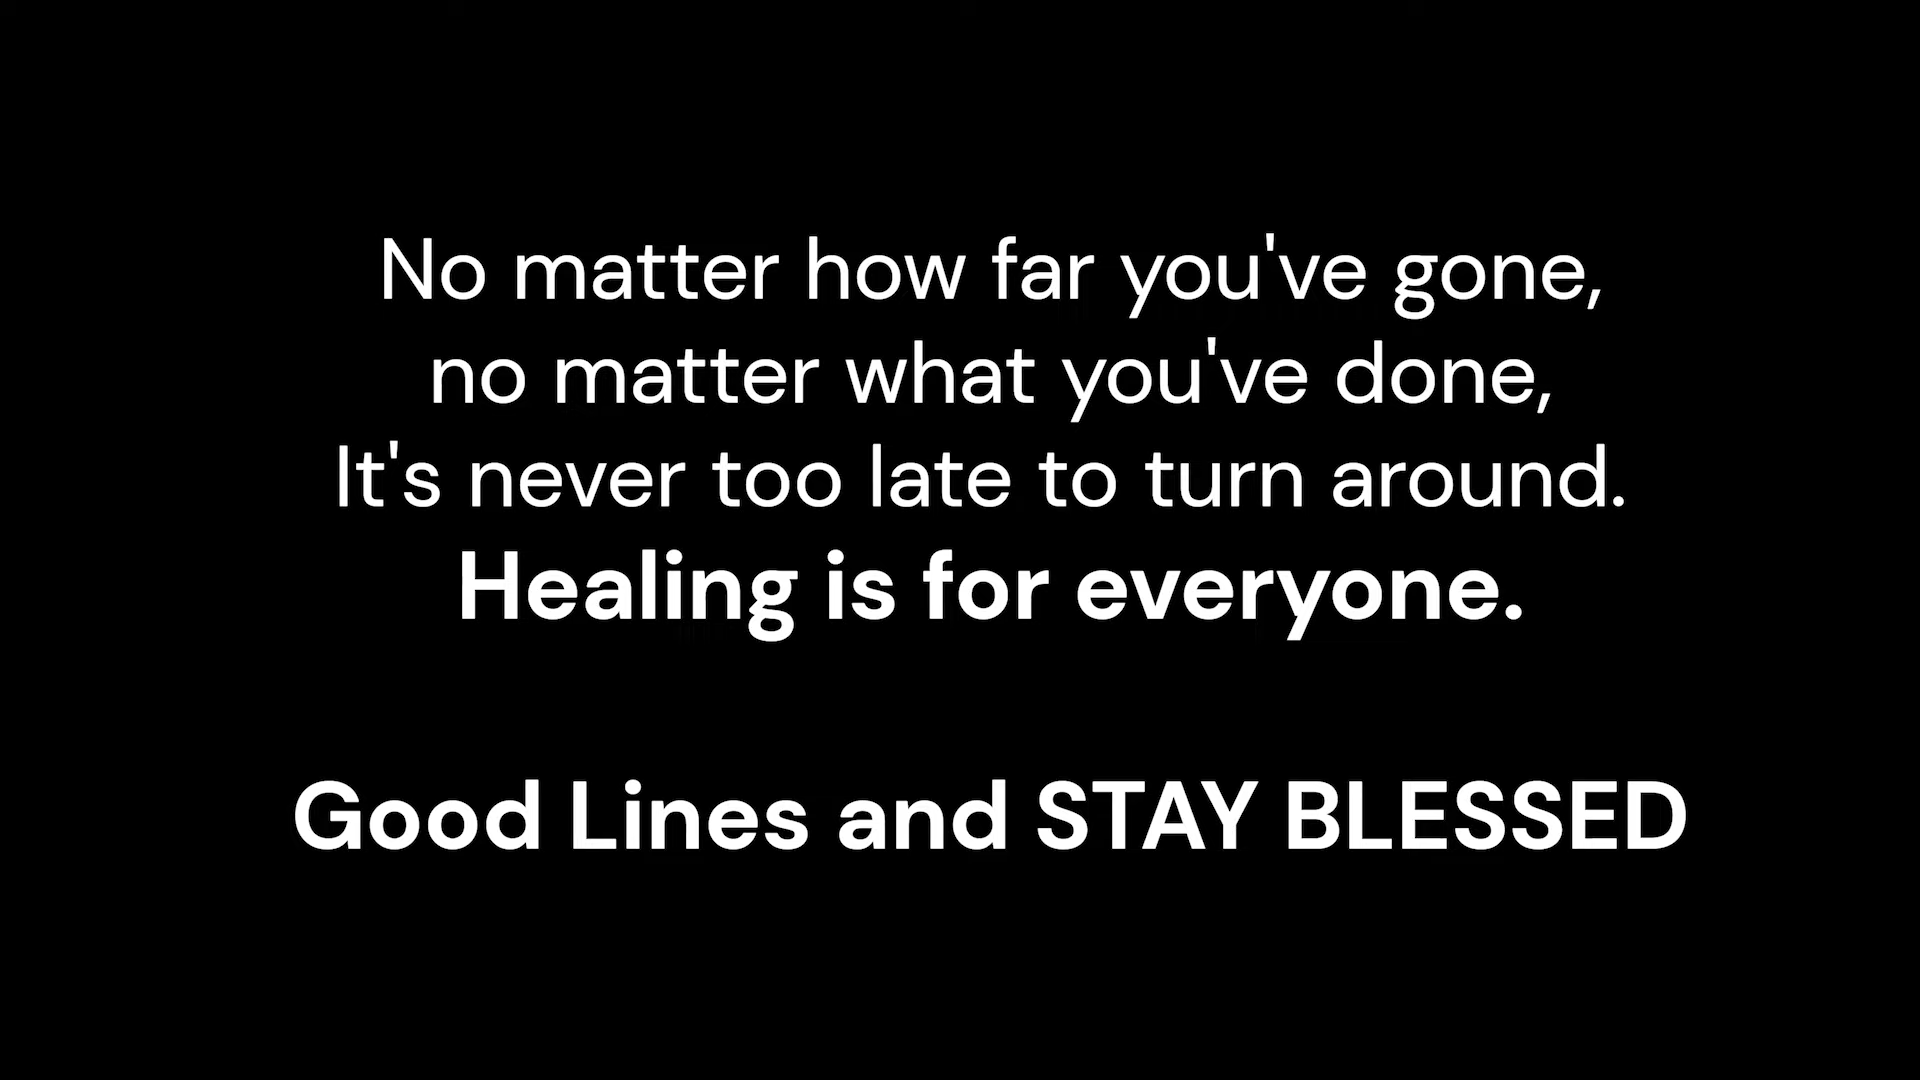 No matter how far you've gone,
no matter what you've done,
It's never too late to turn around.
Healing is for everyone.
Good Lines and STAY BLESSED